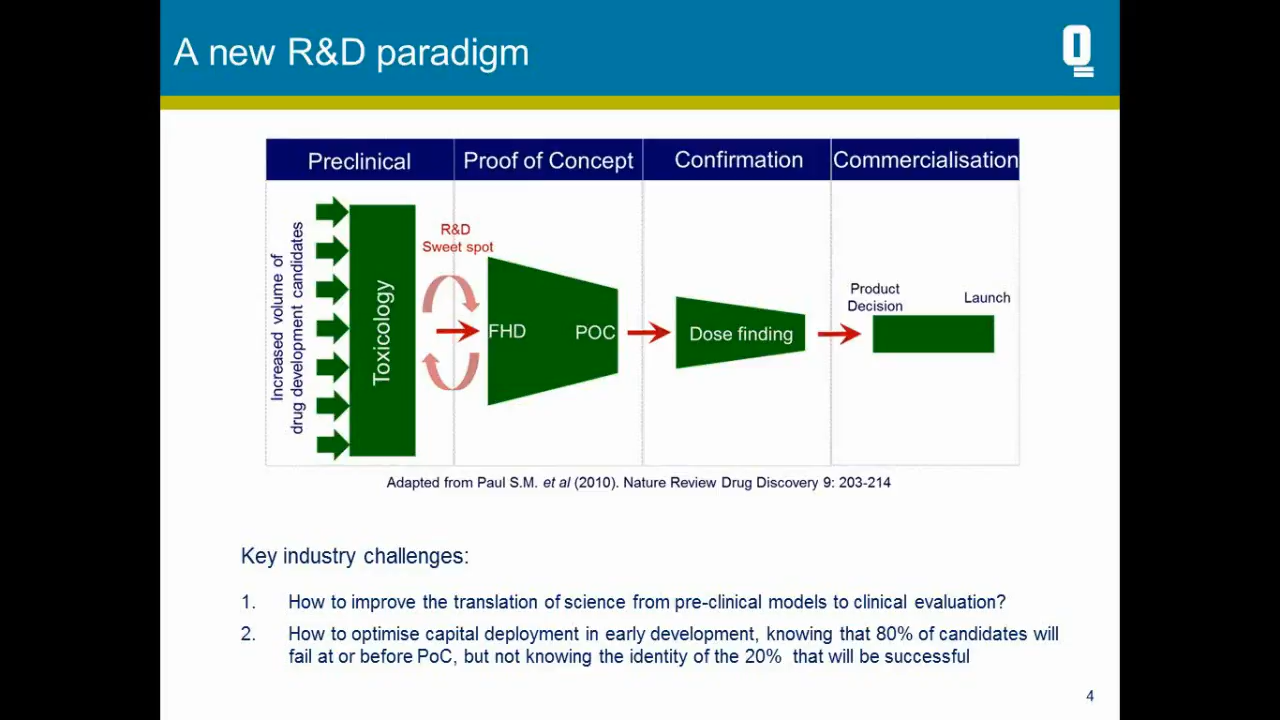 A new R&D paradigm
Preclinical
Proof of Concept
Confirmation
Commercialisation
Increased volume of
drug development candidates
Toxicology
R&D
Sweet spot
FHD
POC
Dose finding
Product
Decision
Launch
Adapted from Paul S.M. et al (2010). Nature Review Drug Discovery 9: 203-214
Key industry challenges:
1. How to improve the translation of science from pre-clinical models to clinical evaluation?
2. How to optimise capital deployment in early development, knowing that 80% of candidates will
fail at or before PoC, but not knowing the identity of the 20% that will be successful
4